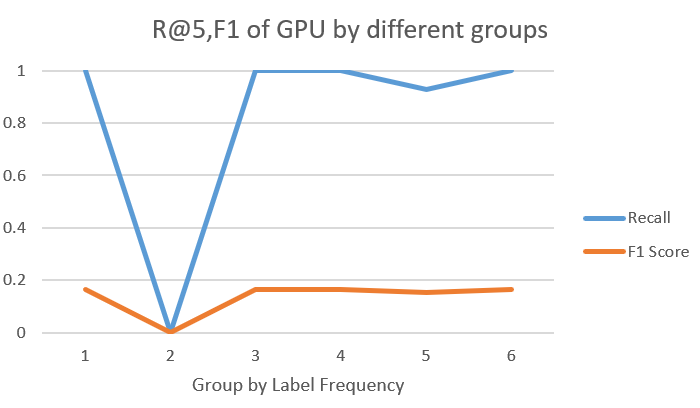 R@5,F1 of GPU by different groups
1
0.8
0.6
0.4
0.2
0
1 2 3 4 5 6
Group by Label Frequency
Recall
F1 Score